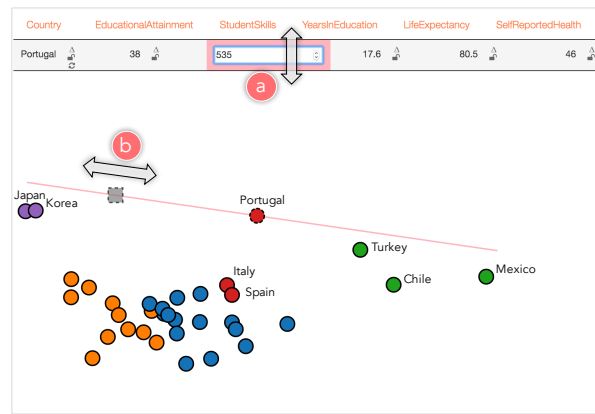 Country EducationalAttainment StudentSkills YearsInEducation LifeExpectancy SelfReportedHealth
Portugal 38 535 17.6 80.5 46
a
b
Portugal
Japan
Korea
Turkey
Italy
Mexico
Chile
Spain